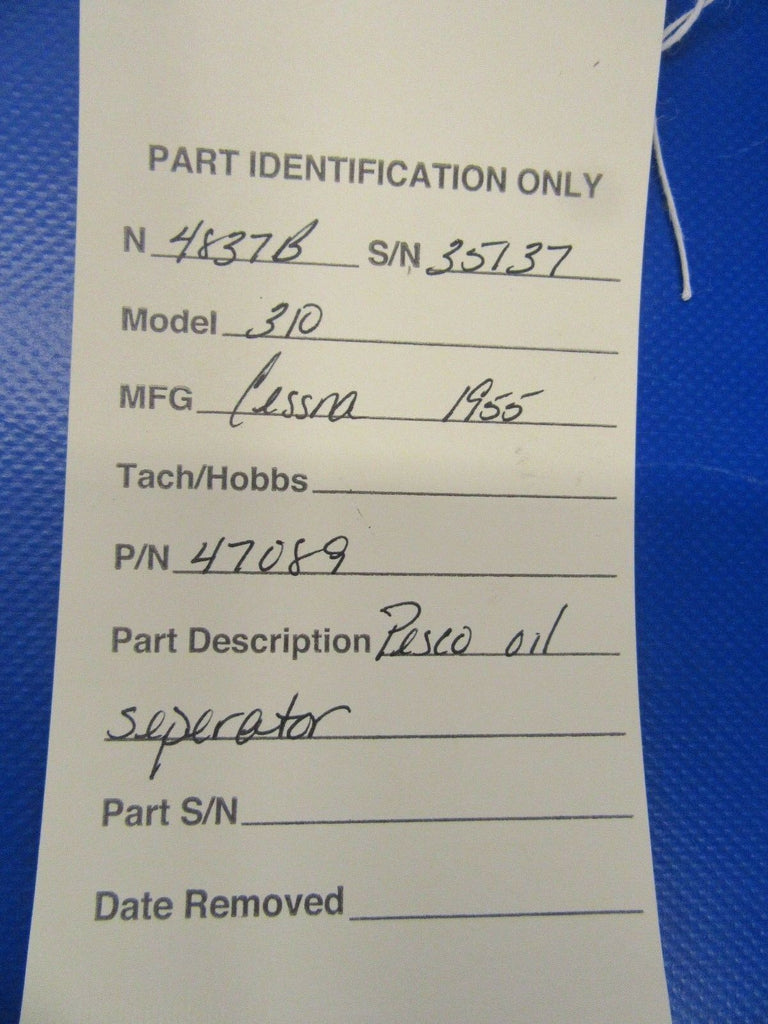 PART IDENTIFICATION ONLY
N 4837B S/N 35137
Model 310
MFG Cessna 1955
Tach/Hobbs
P/N 47089
Part Description Pesco oil
seperator
Part S/N
Date Removed